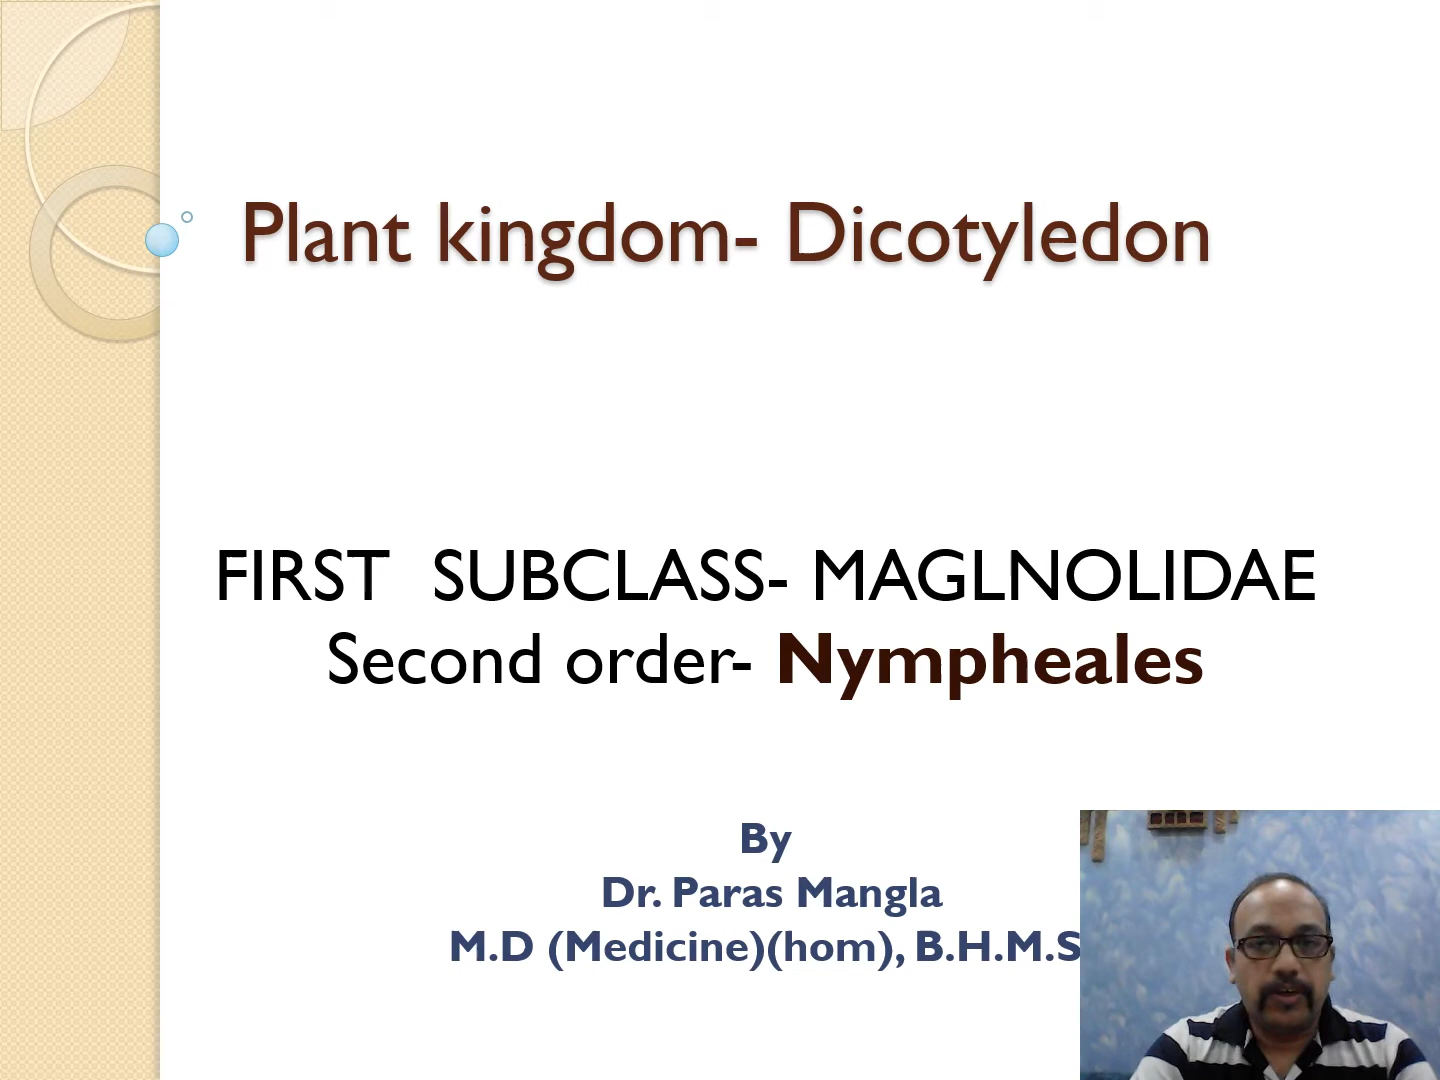 Plant kingdom- Dicotyledon
FIRST SUBCLASS- MAGLNOLIDAE
Second order- Nympheales
By
Dr. Paras Mangla
M.D (Medicine)(hom), B.H.M.S